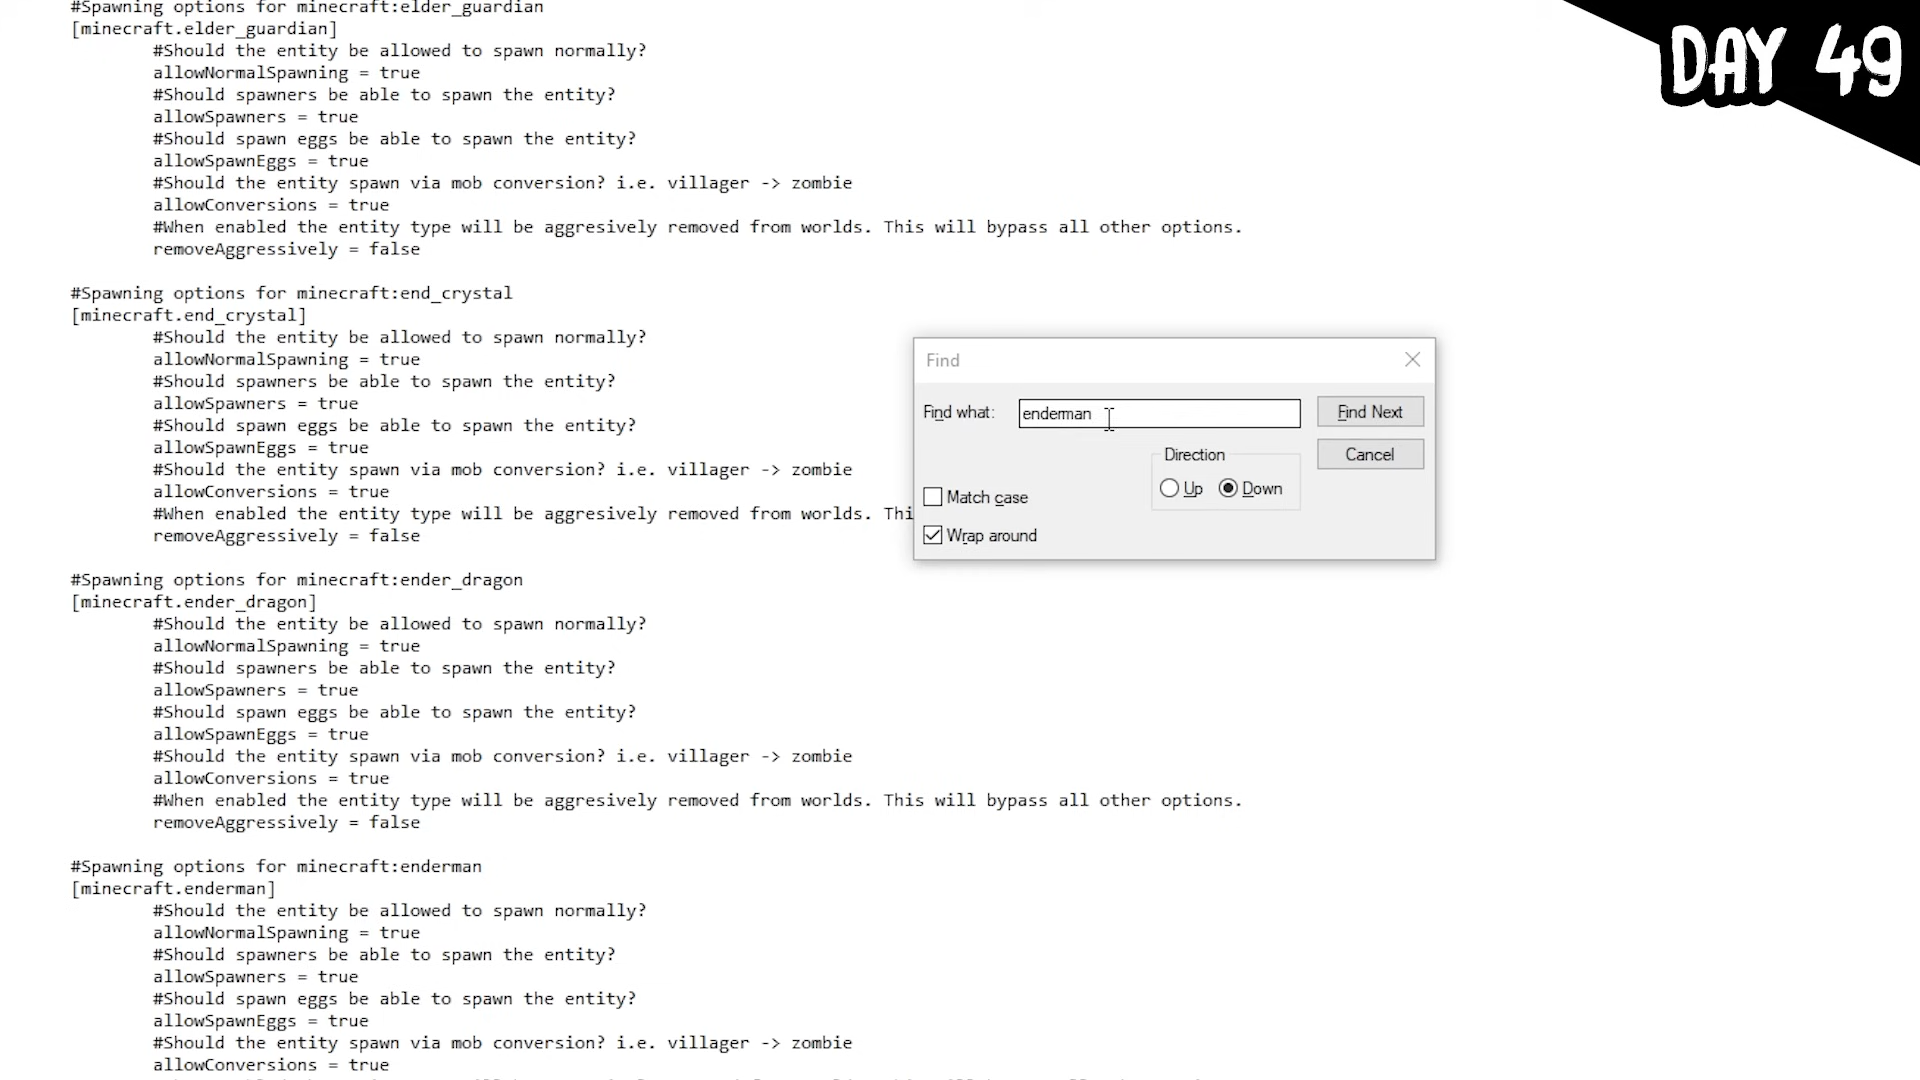 #Spawning options for minecraft:elder_guardian
[minecraft.elder_guardian]
#Should the entity be allowed to spawn normally?
allowNormalSpawning = true
#Should spawners be able to spawn the entity?
allowSpawners = true
#Should spawn eggs be able to spawn the entity?
allowSpawnEggs = true
#Should the entity spawn via mob conversion? i.e. villager -> zombie
allowConversions = true
#When enabled the entity type will be aggresively removed from worlds. This will bypass all other options.
removeAggressively = false
#Spawning options for minecraft:end_crystal
[minecraft.end_crystal]
#Should the entity be allowed to spawn normally?
allowNormalSpawning = true
#Should spawners be able to spawn the entity?
allowSpawners = true
#Should spawn eggs be able to spawn the entity?
allowSpawnEggs = true
#Should the entity spawn via mob conversion? i.e. villager -> zombie
allowConversions = true
#When enabled the entity type will be aggresively removed from worlds. Thi
removeAggressively = false
#Spawning options for minecraft:ender_dragon
[minecraft.ender_dragon]
#Should the entity be allowed to spawn normally?
allowNormalSpawning = true
#Should spawners be able to spawn the entity?
allowSpawners = true
#Should spawn eggs be able to spawn the entity?
allowSpawnEggs = true
#Should the entity spawn via mob conversion? i.e. villager -> zombie
allowConversions = true
#When enabled the entity type will be aggresively removed from worlds. This will bypass all other options.
removeAggressively = false
#Spawning options for minecraft:enderman
[minecraft.enderman]
#Should the entity be allowed to spawn normally?
allowNormalSpawning = true
#Should spawners be able to spawn the entity?
allowSpawners = true
#Should spawn eggs be able to spawn the entity?
allowSpawnEggs = true
#Should the entity spawn via mob conversion? i.e. villager -> zombie
allowConversions = true
Find
Find what: enderman
Find Next
Cancel
Direction
Up Down
Match case
Wrap around
DAY 49